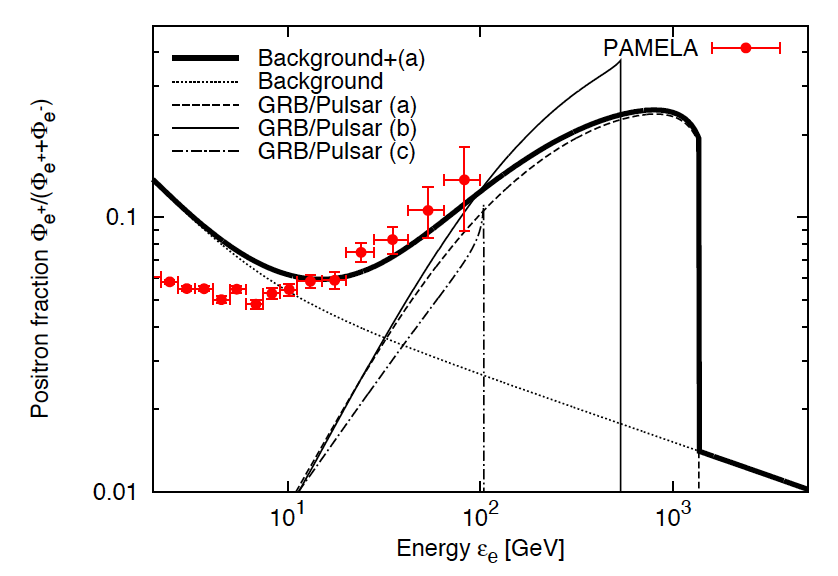 PAMELA
Background+(a)
Background
GRB/Pulsar (a)
GRB/Pulsar (b)
GRB/Pulsar (c)
Positron fraction Φe+/(Φe++Φe-)
0.1
0.01
10¹
10²
10³
Energy εe [GeV]